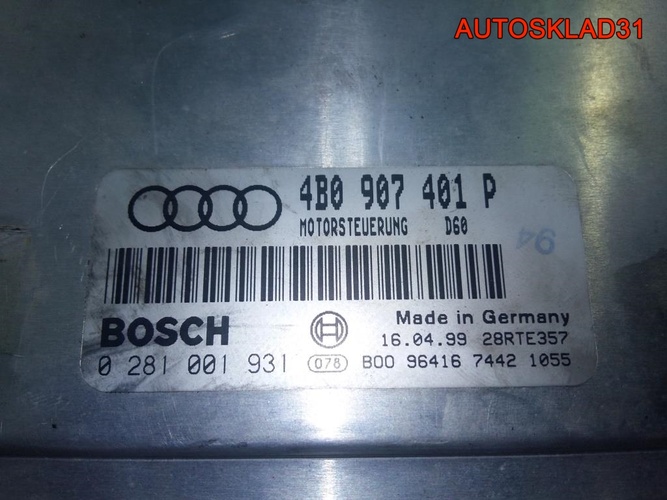 AUTOSKLAD31
4B0 907 401 P
MOTORSTEUERUNG D60
94
BOSCH
Made in Germany
16.04.99 28RTE357
0 281 001 931 078 B00 96416 7442 1055